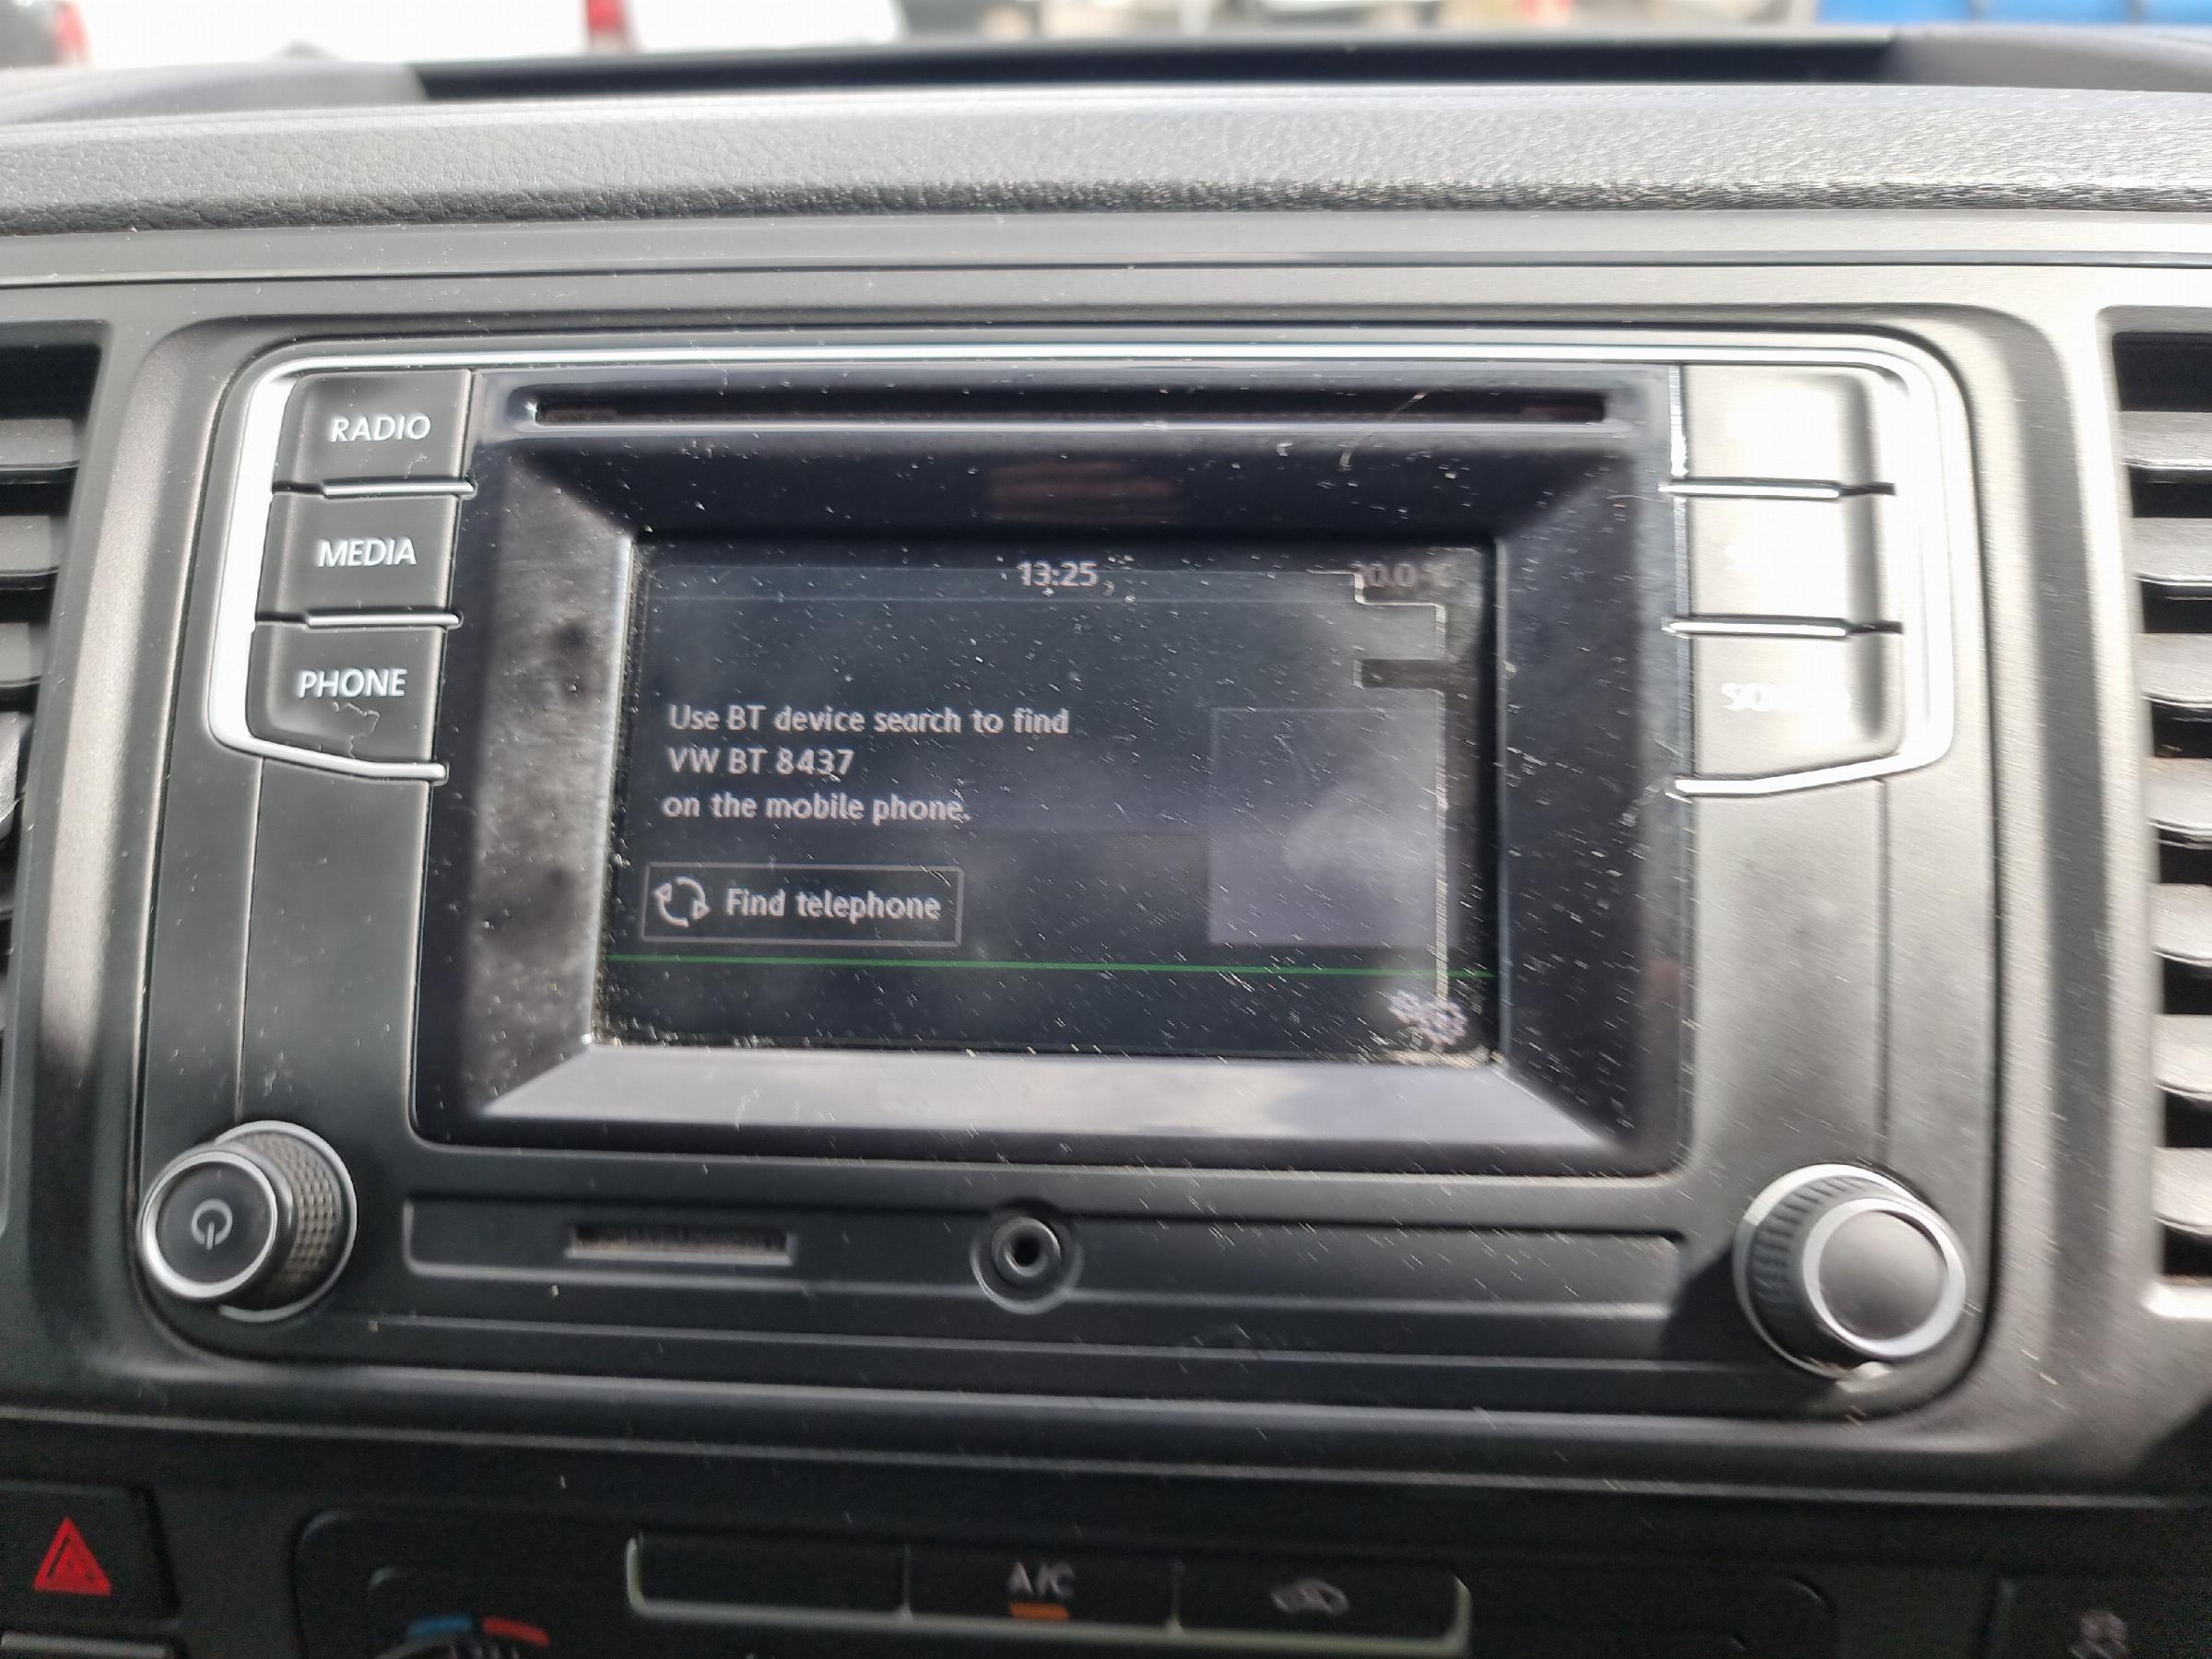 RADIO
MEDIA
PHONE
13:25
Use BT device search to find
VW BT 8437
on the mobile phone.
Find telephone
A/C